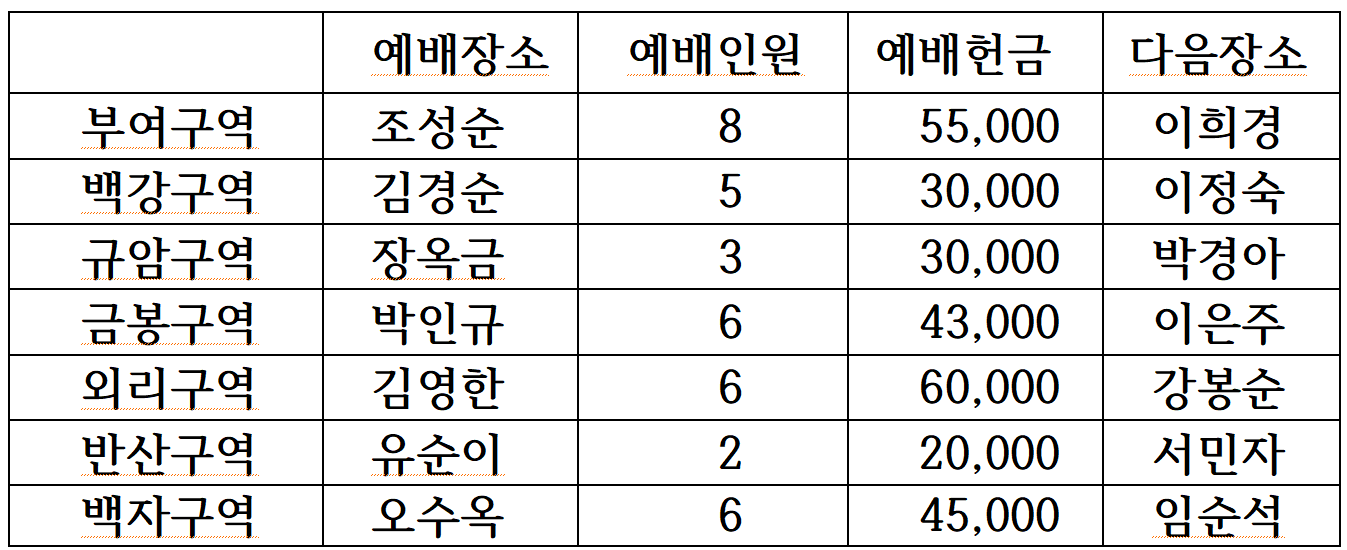 예배장소 예배인원 예배헌금 다음장소
부여구역 조성순 8 55,000 이희경
백강구역 김경순 5 30,000 이정숙
규암구역 장옥금 3 30,000 박경아
금봉구역 박인규 6 43,000 이은주
외리구역 김영한 6 60,000 강봉순
반산구역 유순이 2 20,000 서민자
백자구역 오수옥 6 45,000 임순석